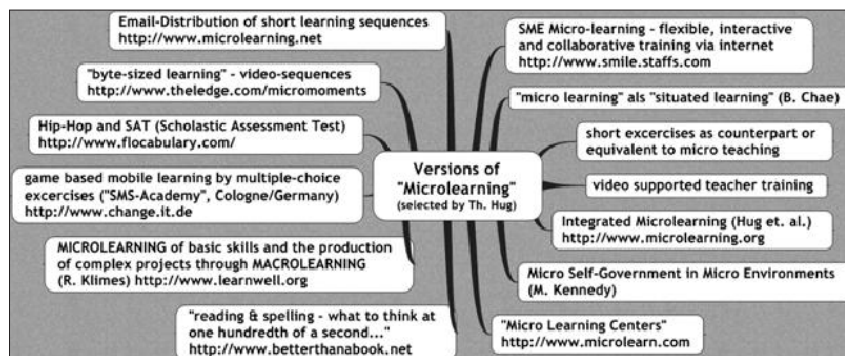 Email-Distribution of short learning sequences
http://www.microlearning.net
"byte-sized learning" - video-sequences
http://www.theledge.com/micromoments
Hip-Hop and SAT (Scholastic Assessment Test)
http://www.flocabulary.com/
game based mobile learning by multiple-choice
excercises ("SMS-Academy", Cologne/Germany)
http://www.change.it.de
MICROLEARNING of basic skills and the production
of complex projects through MACROLEARNING
(R. Klimes) http://www.learnwell.org
"reading & spelling - what to think at
one hundredth of a second..."
http://www.betterthanabook.net
Versions of
"Microlearning"
(selected by Th. Hug)
SME Micro-learning - flexible, interactive
and collaborative training via internet
http://www.smile.staffs.com
"micro learning" als "situated learning" (B. Chae)
short excercises as counterpart or
equivalent to micro teaching
video supported teacher training
Integrated Microlearning (Hug et. al.)
http://www.microlearning.org
Micro Self-Government in Micro Environments
(M. Kennedy)
"Micro Learning Centers"
http://www.microlearn.com